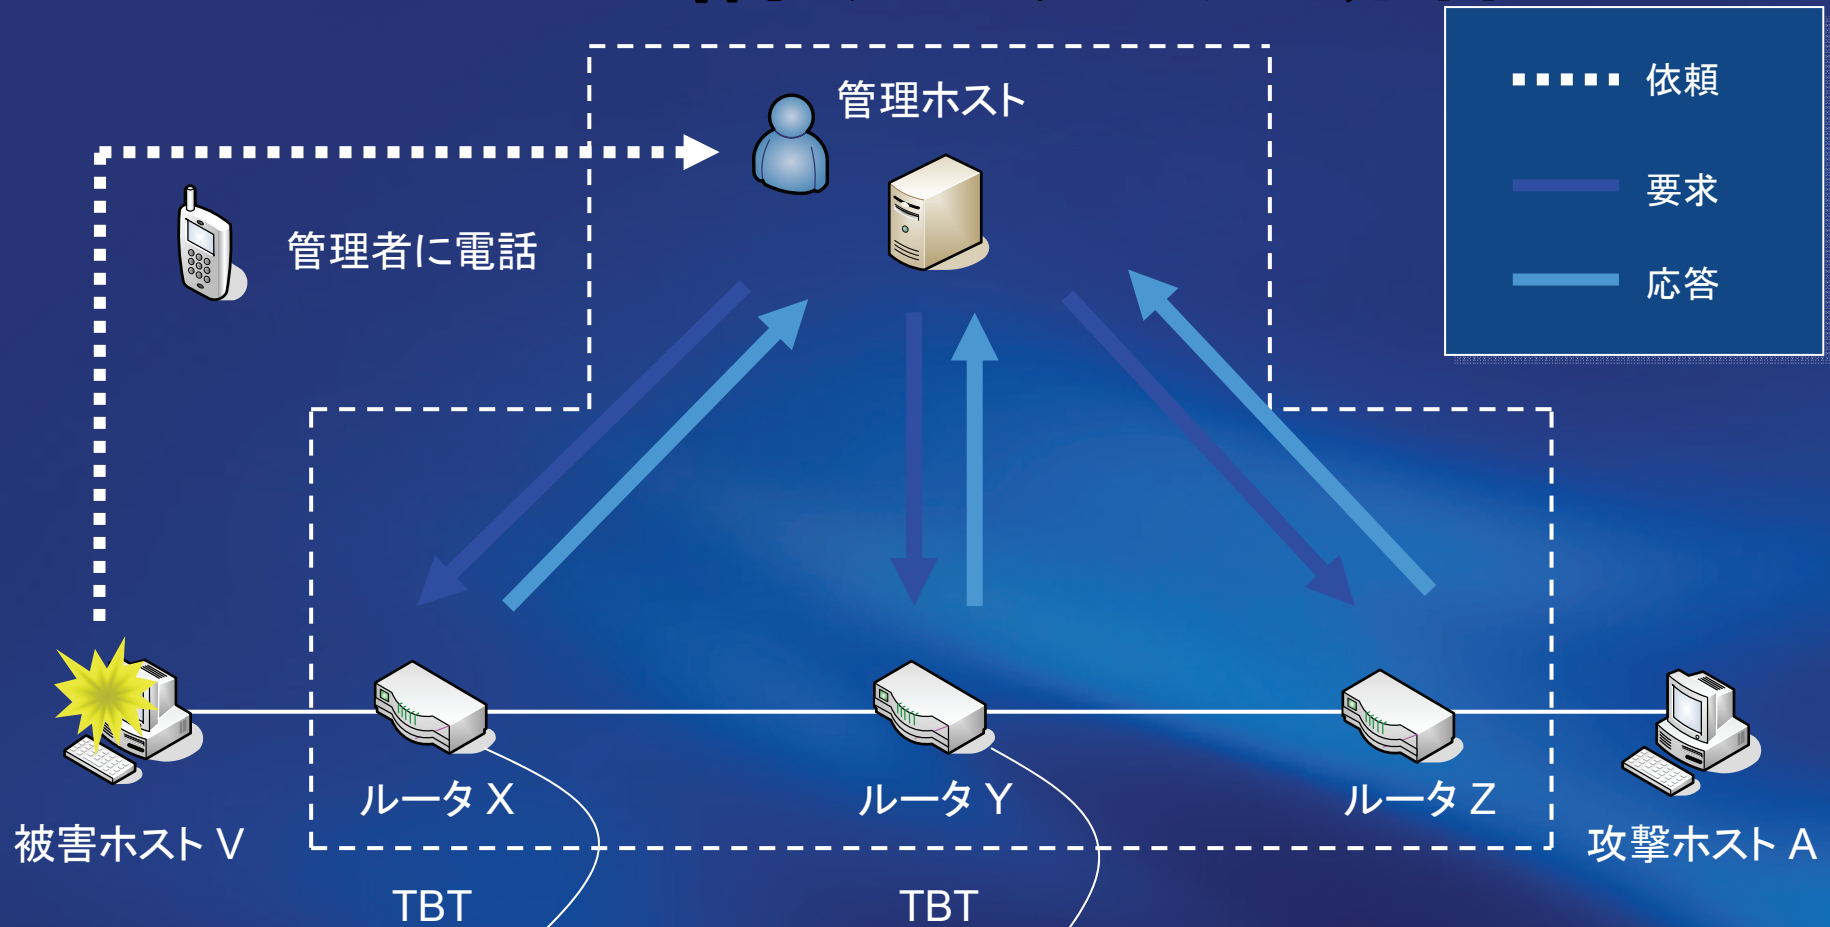 管理ホスト
依頼
要求
応答
管理者に電話
ルータ X
ルータ Y
ルータ Z
被害ホスト V
攻撃ホスト A
TBT
TBT